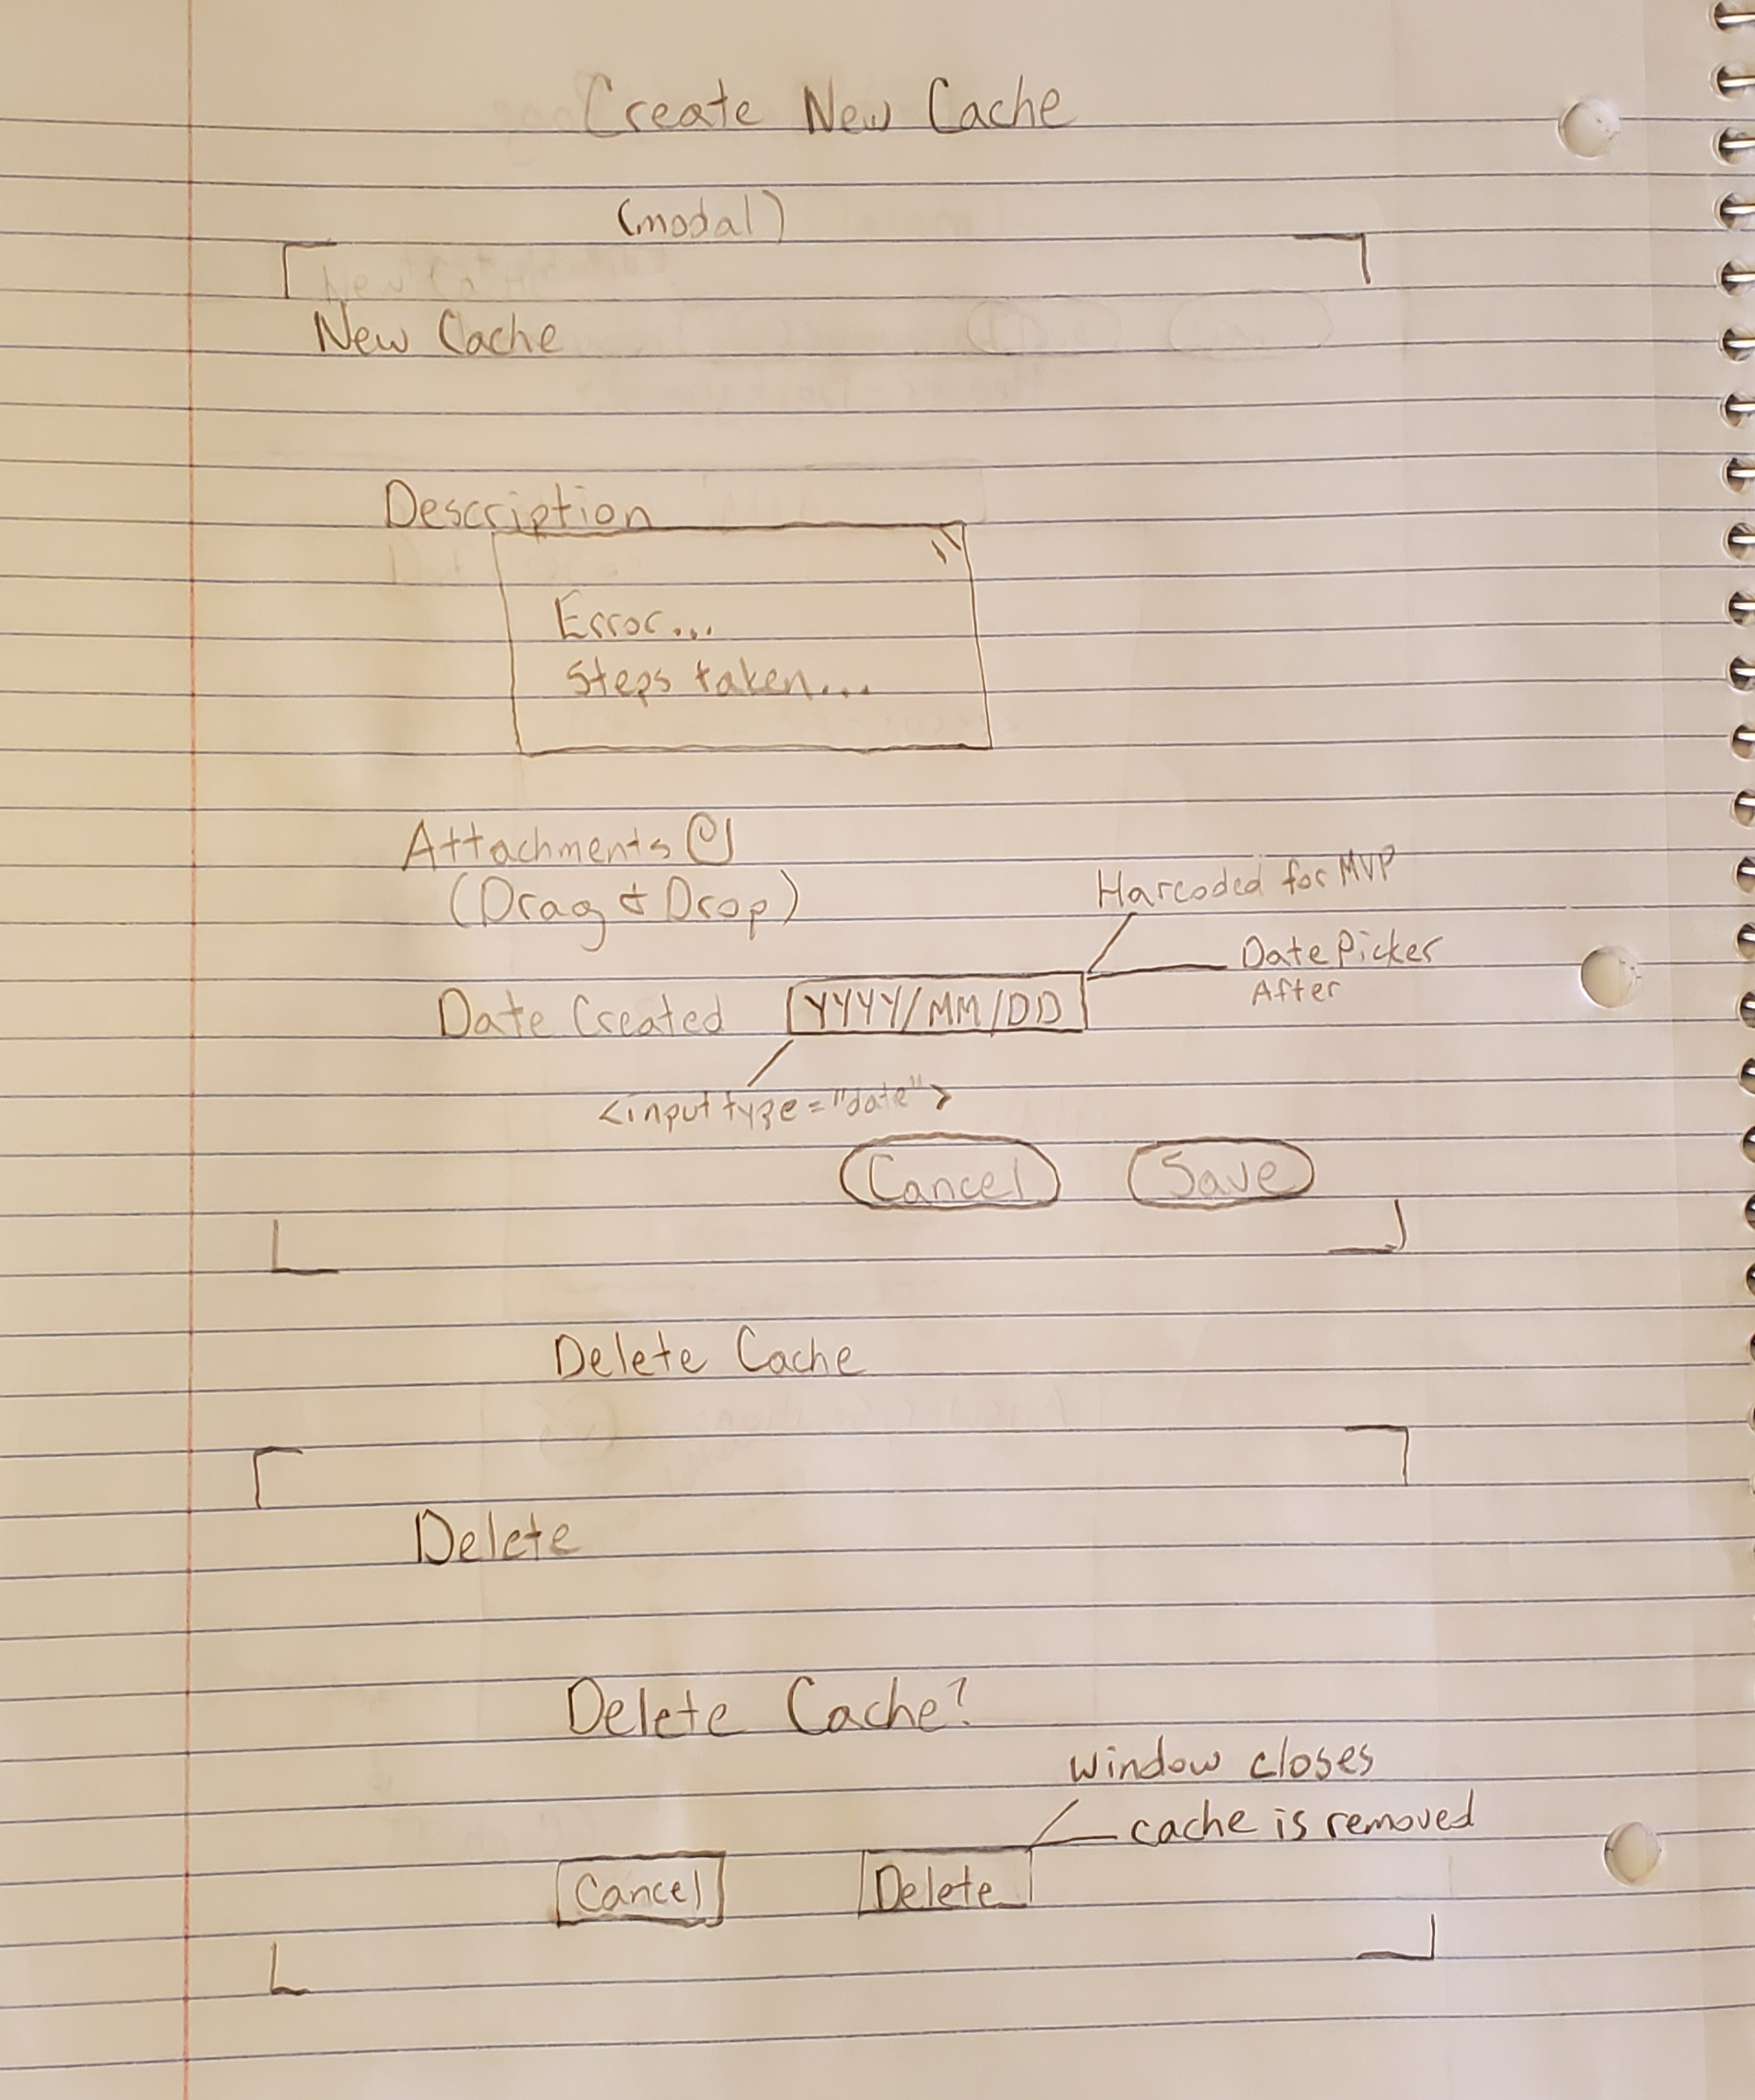 Create New Cache
(modal)
New Cache
Description
Error...
Steps taken...
Attachments
(Drag & Drop)
Harcoded for MVP
Date Picker
After
Date Created YYYY/MM/DD
<input type="date">
Cancel Save
Delete Cache
Delete
Delete Cache?
window closes
cache is removed
Cancel Delete